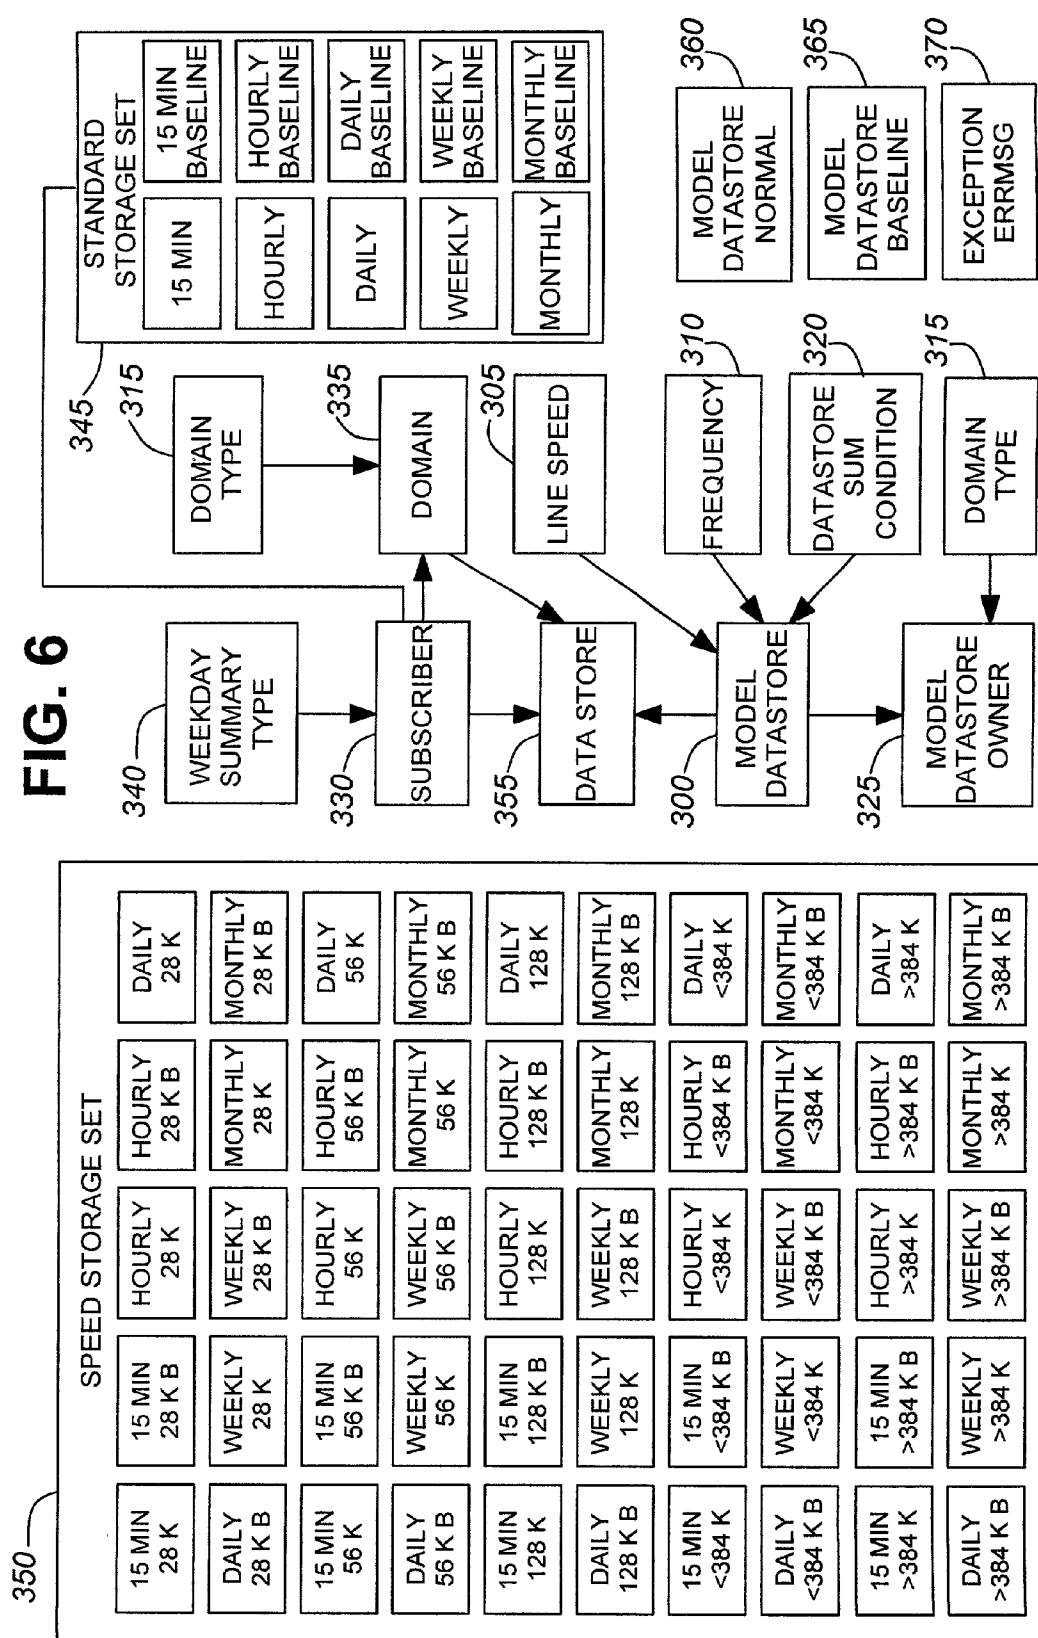 FIG. 6
350
SPEED STORAGE SET
15 MIN
28 K
15 MIN
28 K B
HOURLY
28 K
HOURLY
28 K B
DAILY
28 K
DAILY
28 K B
WEEKLY
28 K
WEEKLY
28 K B
MONTHLY
28 K
MONTHLY
28 K B
15 MIN
56 K
15 MIN
56 K B
HOURLY
56 K
HOURLY
56 K B
DAILY
56 K
DAILY
56 K B
WEEKLY
56 K
WEEKLY
56 K B
MONTHLY
56 K
MONTHLY
56 K B
15 MIN
128 K
15 MIN
128 K B
HOURLY
128 K
HOURLY
128 K B
DAILY
128 K
DAILY
128 K B
WEEKLY
128 K
WEEKLY
128 K B
MONTHLY
128 K
MONTHLY
128 K B
15 MIN
<384 K
15 MIN
<384 K B
HOURLY
<384 K
HOURLY
<384 K B
DAILY
<384 K
DAILY
<384 K B
WEEKLY
<384 K
WEEKLY
<384 K B
MONTHLY
<384 K
MONTHLY
<384 K B
15 MIN
>384 K
15 MIN
>384 K B
HOURLY
>384 K
HOURLY
>384 K B
DAILY
>384 K
DAILY
>384 K B
WEEKLY
>384 K
WEEKLY
>384 K B
MONTHLY
>384 K
MONTHLY
>384 K B
340
WEEKDAY
SUMMARY
TYPE
330
SUBSCRIBER
355
DATA STORE
300
MODEL
DATASTORE
325
MODEL
DATASTORE
OWNER
345
315
DOMAIN
TYPE
335
DOMAIN
305
LINE SPEED
310
FREQUENCY
320
DATASTORE
SUM
CONDITION
315
DOMAIN
TYPE
STANDARD
STORAGE SET
15 MIN
15 MIN
BASELINE
HOURLY
HOURLY
BASELINE
DAILY
DAILY
BASELINE
WEEKLY
WEEKLY
BASELINE
MONTHLY
MONTHLY
BASELINE
360
MODEL
DATASTORE
NORMAL
365
MODEL
DATASTORE
BASELINE
370
EXCEPTION
ERRMSG